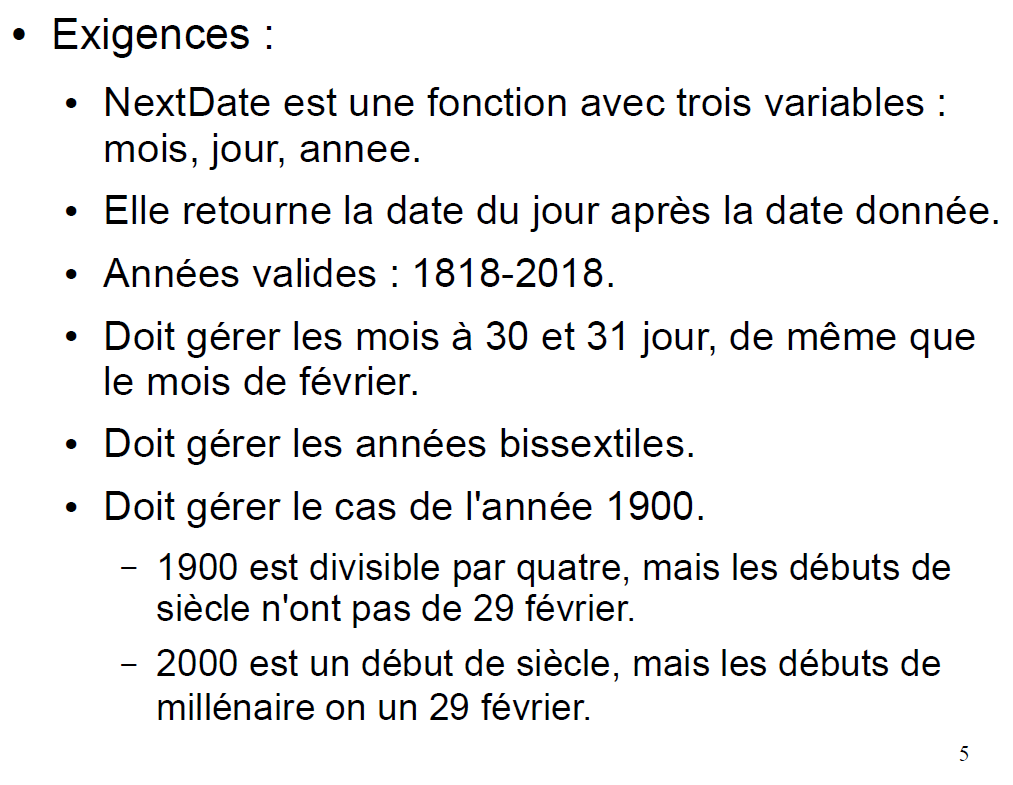 • Exigences :
• NextDate est une fonction avec trois variables :
mois, jour, annee.
• Elle retourne la date du jour après la date donnée.
• Années valides : 1818-2018.
• Doit gérer les mois à 30 et 31 jour, de même que
le mois de février.
• Doit gérer les années bissextiles.
• Doit gérer le cas de l'année 1900.
– 1900 est divisible par quatre, mais les débuts de
siècle n'ont pas de 29 février.
– 2000 est un début de siècle, mais les débuts de
millénaire on un 29 février.
5